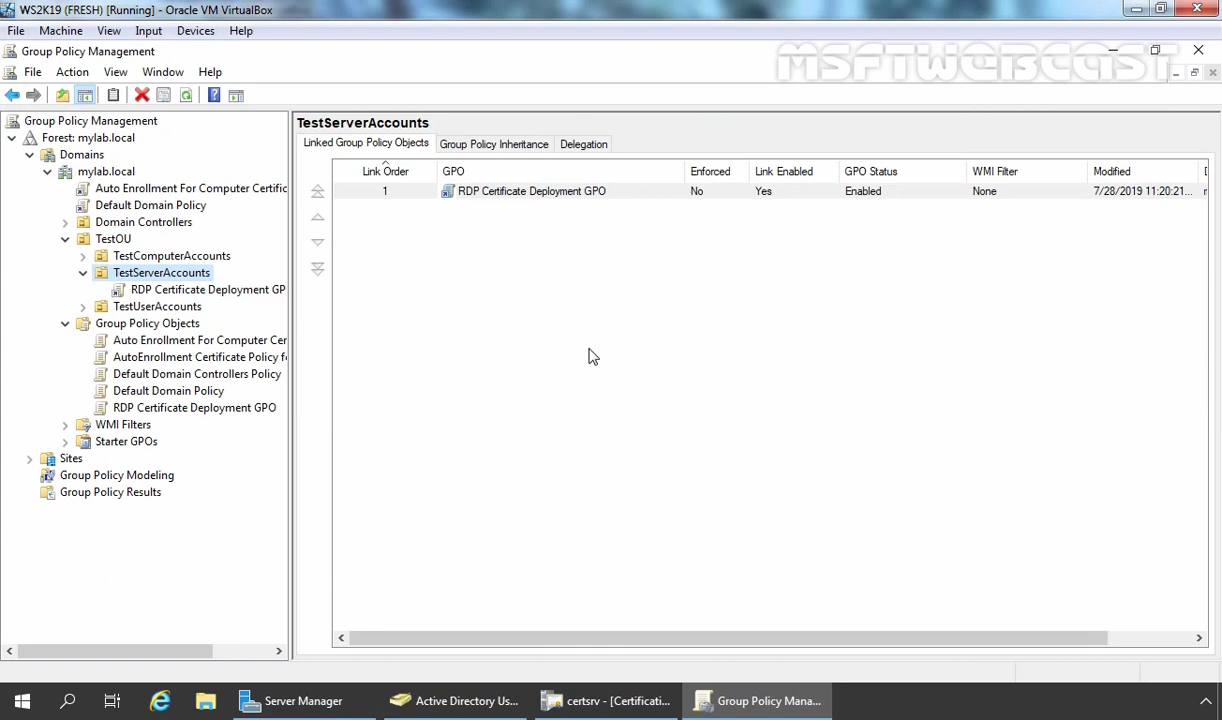 WS2K19 (FRESH) [Running] - Oracle VM VirtualBox
File Machine View Input Devices Help
Group Policy Management
MSFTWEBCAST
File Action View Window Help
Group Policy Management
Forest: mylab.local
Domains
mylab.local
Auto Enrollment For Computer Certific
Default Domain Policy
Domain Controllers
TestOU
TestComputerAccounts
TestServerAccounts
RDP Certificate Deployment GP
TestUserAccounts
Group Policy Objects
Auto Enrollment For Computer Cer
AutoEnrollment Certificate Policy f
Default Domain Controllers Policy
Default Domain Policy
RDP Certificate Deployment GPO
WMI Filters
Starter GPOs
Sites
Group Policy Modeling
Group Policy Results
TestServerAccounts
Linked Group Policy Objects Group Policy Inheritance Delegation
Link Order GPO Enforced Link Enabled GPO Status WMI Filter Modified
1 RDP Certificate Deployment GPO No Yes Enabled None 7/28/2019 11:20:21...
Server Manager Active Directory Us... certsrv - [Certificati... Group Policy Mana...